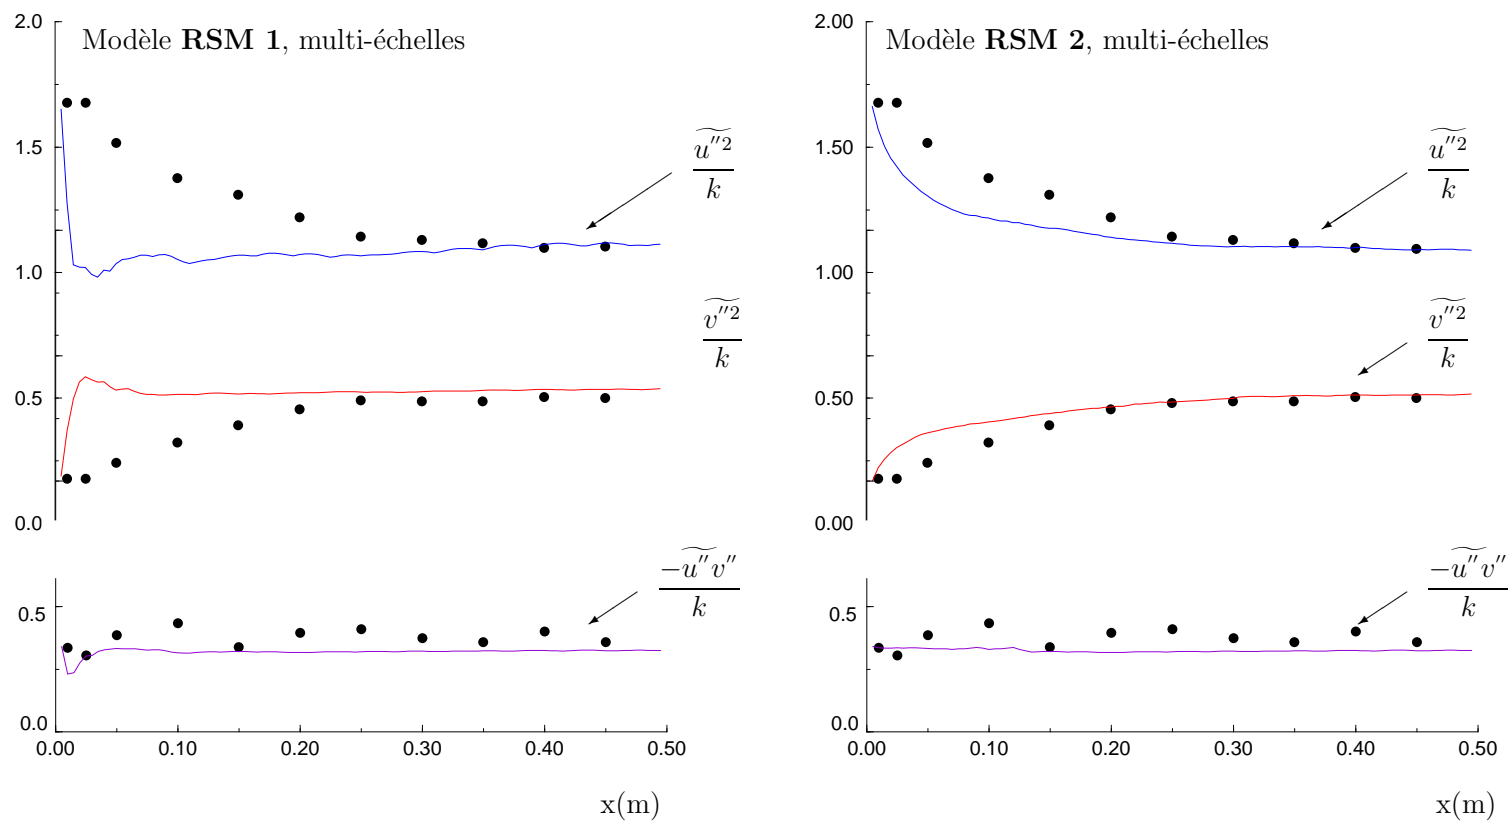 Modèle RSM 1, multi-échelles
2.0
1.5
1.0
0.5
0.0
u″2
k
v″2
k
−u″v″
k
0.5
0.0
0.00 0.10 0.20 0.30 0.40 0.50
x(m)
Modèle RSM 2, multi-échelles
2.00
1.50
1.00
0.50
0.00
u″2
k
v″2
k
−u″v″
k
0.5
0.0
0.00 0.10 0.20 0.30 0.40 0.50
x(m)